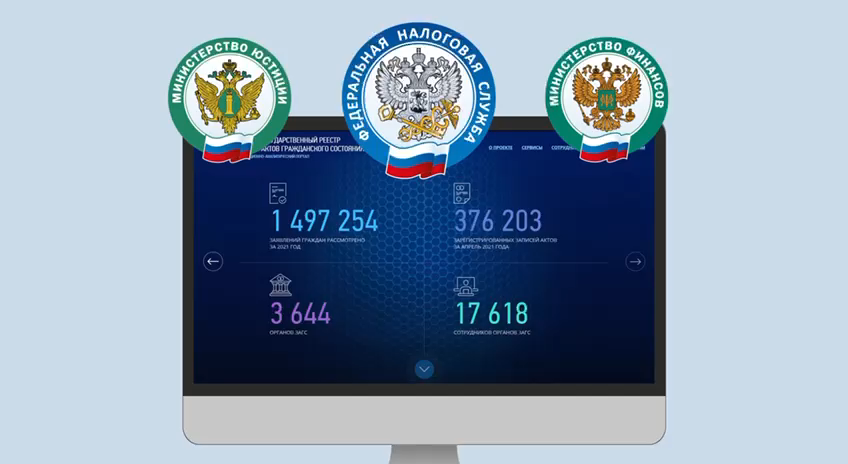 МИНИСТЕРСТВО ЮСТИЦИИ
ФЕДЕРАЛЬНАЯ НАЛОГОВАЯ СЛУЖБА
МИНИСТЕРСТВО ФИНАНСОВ
ГОСУДАРСТВЕННЫЙ РЕЕСТР
АКТОВ ГРАЖДАНСКОГО СОСТОЯНИЯ
О ПРОЕКТЕ СЕРВИСЫ
1 497 254
ЗАЯВЛЕНИЙ ГРАЖДАН РАССМОТРЕНО
ЗА 2021 ГОД
376 203
ЗАРЕГИСТРИРОВАННЫХ ЗАПИСЕЙ АКТОВ
ЗА АПРЕЛЬ 2021 ГОДА
3 644
ОРГАНОВ ЗАГС
17 618
СОТРУДНИКОВ ОРГАНОВ ЗАГС